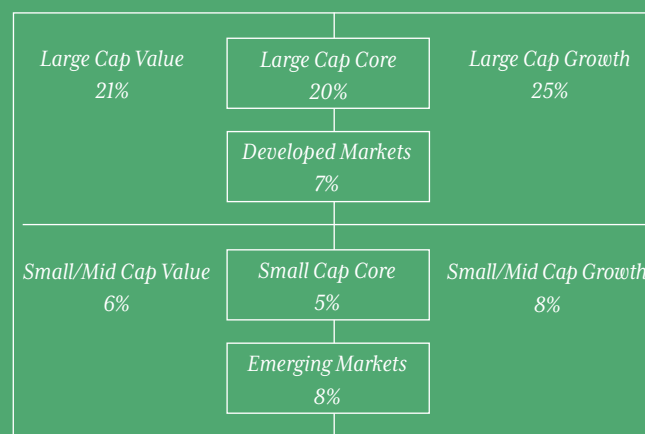 Large Cap Value
21%
Large Cap Core
20%
Large Cap Growth
25%
Developed Markets
7%
Small/Mid Cap Value
6%
Small Cap Core
5%
Small/Mid Cap Growth
8%
Emerging Markets
8%